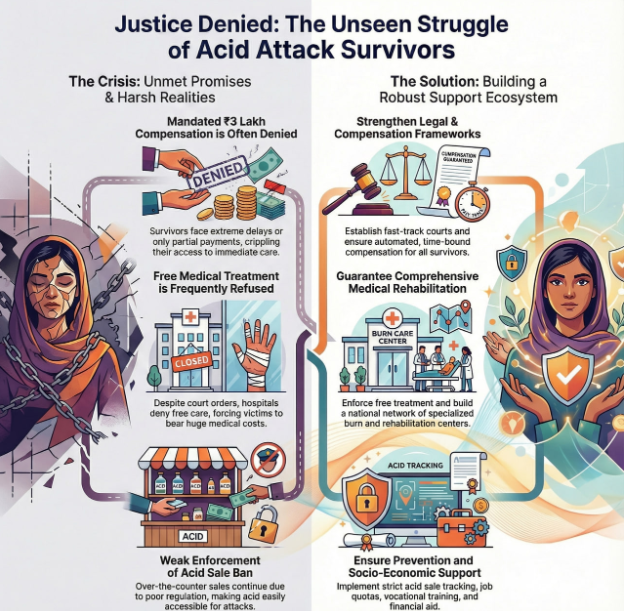 Justice Denied: The Unseen Struggle
of Acid Attack Survivors
The Crisis: Unmet Promises
& Harsh Realities
Mandated ₹3 Lakh
Compensation is Often Denied
DENIED
Survivors face extreme delays or
only partial payments, crippling
their access to immediate care.
Free Medical Treatment
is Frequently Refused
CLOSED
Despite court orders, hospitals
deny free care, forcing victims to
bear huge medical costs.
ACID ACID ACID ACID
ACID
Weak Enforcement
of Acid Sale Ban
Over-the-counter sales continue due
to poor regulation, making acid easily
accessible for attacks.
The Solution: Building a
Robust Support Ecosystem
Strengthen Legal &
Compensation Frameworks
COMPENSATION
GUARANTEED
Establish fast-track courts and
ensure automated, time-bound
compensation for all survivors.
Guarantee Comprehensive
Medical Rehabilitation
BURN CARE
CENTER
Enforce free treatment and build
a national network of specialized
burn and rehabilitation centers.
ACID TRACKING
Ensure Prevention and
Socio-Economic Support
Implement strict acid sale tracking, job
quotas, vocational training, and
financial aid.